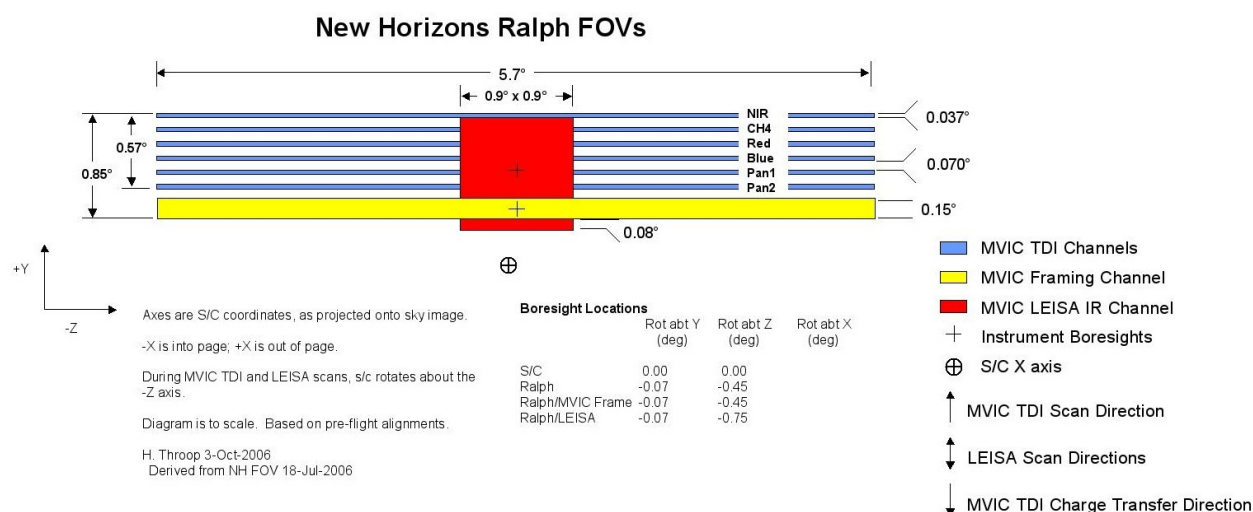 New Horizons Ralph FOVs
5.7°
0.9° x 0.9°
NIR
CH4
Red
Blue
Pan1
Pan2
0.037°
0.070°
0.15°
0.57°
0.85°
0.08°
+Y
-Z
MVIC TDI Channels
MVIC Framing Channel
MVIC LEISA IR Channel
Instrument Boresights
S/C X axis
MVIC TDI Scan Direction
LEISA Scan Directions
MVIC TDI Charge Transfer Direction
Axes are S/C coordinates, as projected onto sky image.
-X is into page; +X is out of page.
During MVIC TDI and LEISA scans, s/c rotates about the
-Z axis.
Diagram is to scale. Based on pre-flight alignments.
H. Throop 3-Oct-2006
Derived from NH FOV 18-Jul-2006
Boresight Locations
Rot abt Y Rot abt Z Rot abt X
(deg) (deg) (deg)
S/C 0.00 0.00
Ralph -0.07 -0.45
Ralph/MVIC Frame -0.07 -0.45
Ralph/LEISA -0.07 -0.75